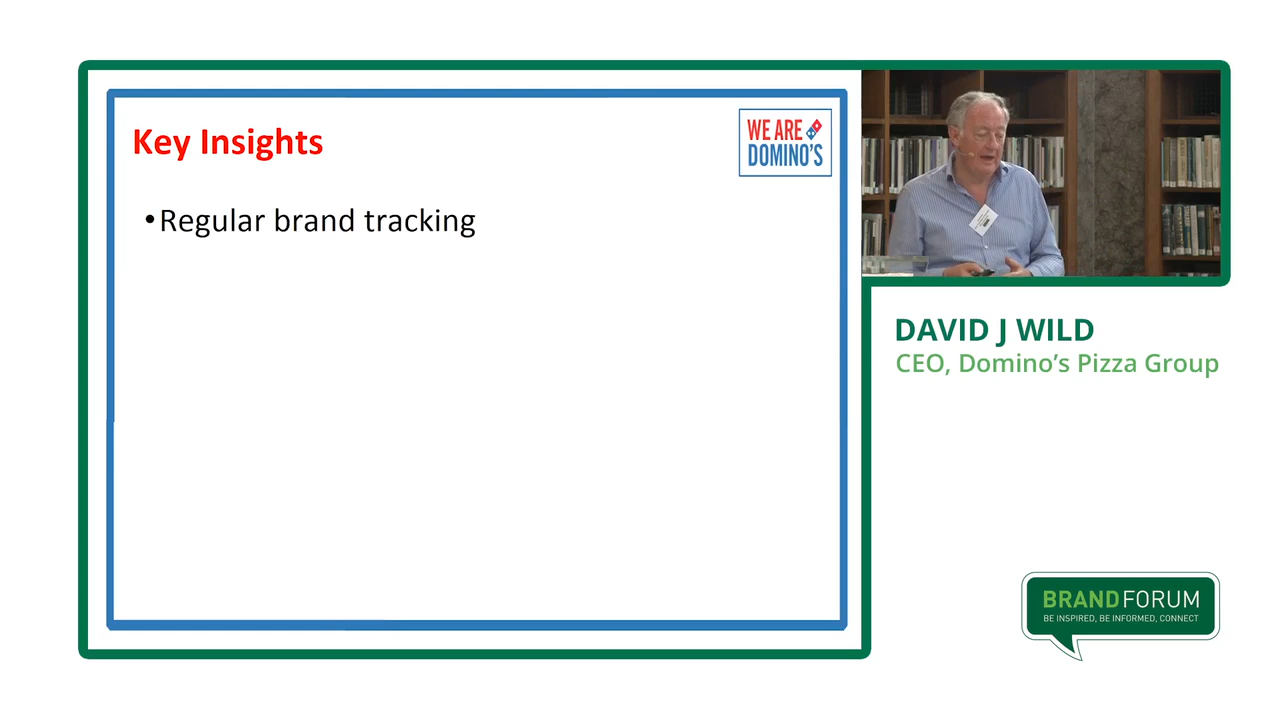 Key Insights
WE ARE
DOMINO'S
•Regular brand tracking
DAVID J WILD
CEO, Domino’s Pizza Group
BRANDFORUM
BE INSPIRED, BE INFORMED, CONNECT